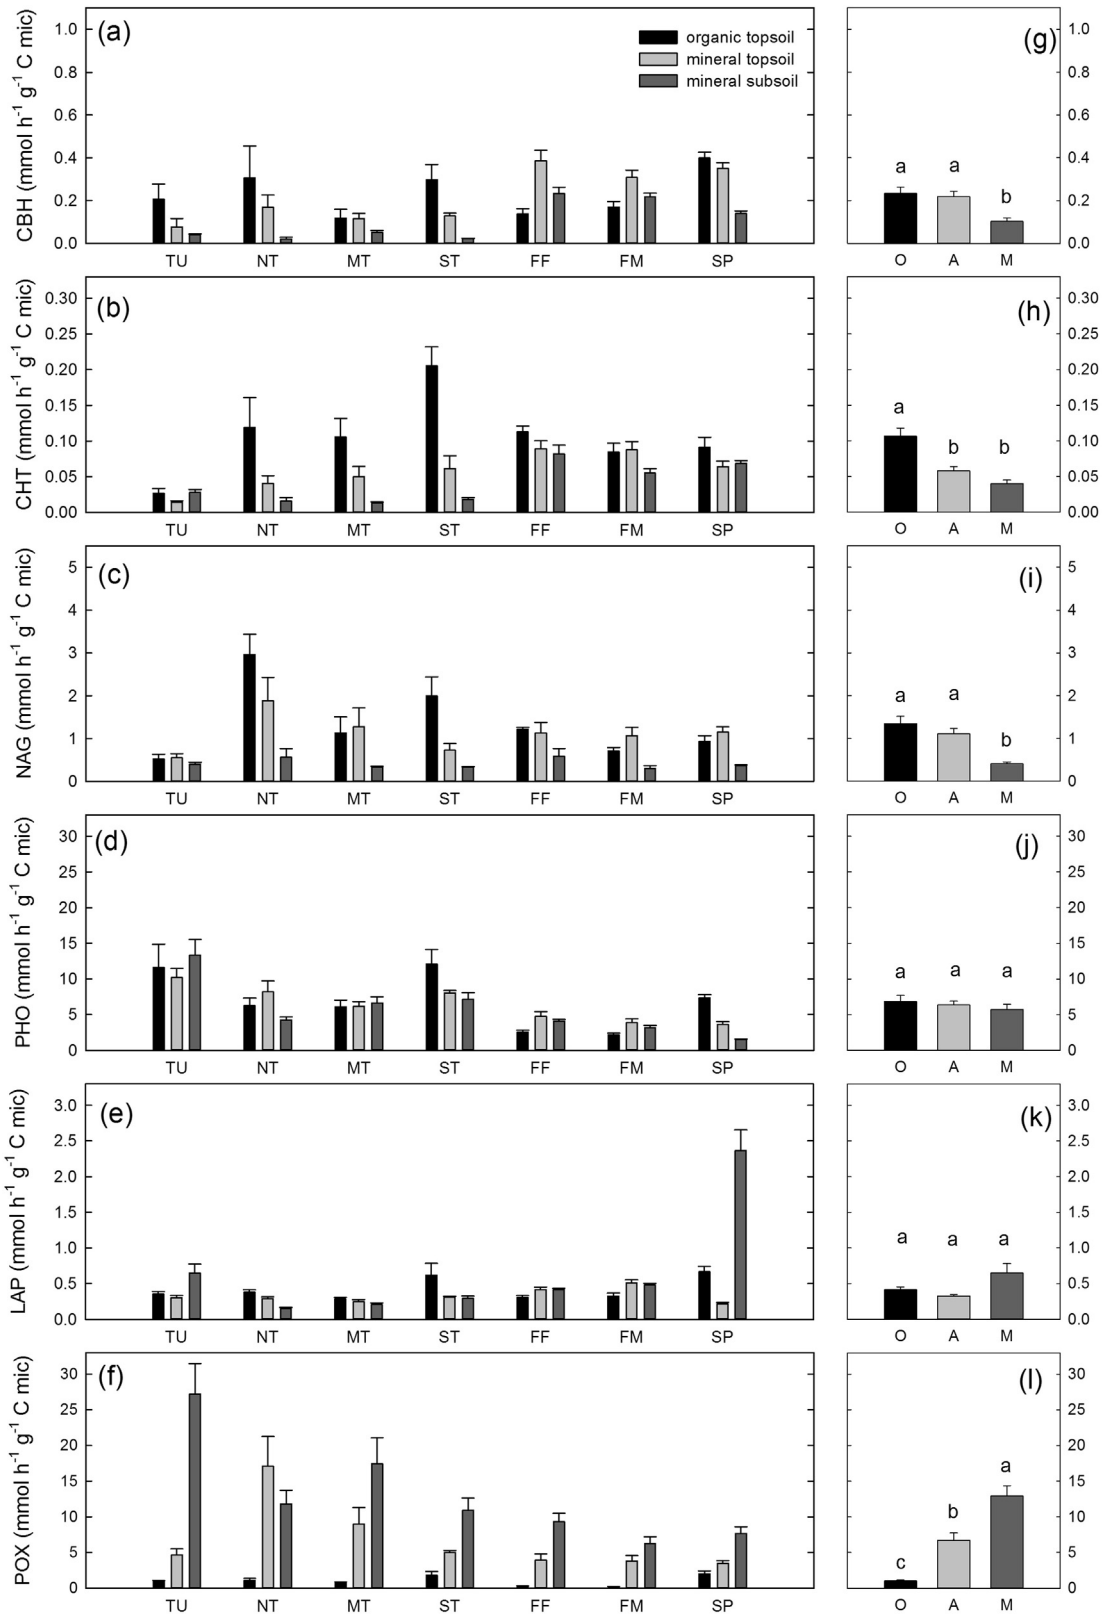 (a)
organic topsoil
mineral topsoil
mineral subsoil
CBH (mmol h⁻¹ g⁻¹ C mic)
1.0
0.8
0.6
0.4
0.2
0.0
TU NT MT ST FF FM SP
(g)
a a b
1.0
0.8
0.6
0.4
0.2
0.0
O A M
(b)
CHT (mmol h⁻¹ g⁻¹ C mic)
0.30
0.25
0.20
0.15
0.10
0.05
0.00
TU NT MT ST FF FM SP
(h)
a b b
0.30
0.25
0.20
0.15
0.10
0.05
0.00
O A M
(c)
NAG (mmol h⁻¹ g⁻¹ C mic)
5
4
3
2
1
0
TU NT MT ST FF FM SP
(i)
a a b
5
4
3
2
1
0
O A M
(d)
PHO (mmol h⁻¹ g⁻¹ C mic)
30
25
20
15
10
5
0
TU NT MT ST FF FM SP
(j)
a a a
30
25
20
15
10
5
0
O A M
(e)
LAP (mmol h⁻¹ g⁻¹ C mic)
3.0
2.5
2.0
1.5
1.0
0.5
0.0
TU NT MT ST FF FM SP
(k)
a a a
3.0
2.5
2.0
1.5
1.0
0.5
0.0
O A M
(f)
POX (mmol h⁻¹ g⁻¹ C mic)
30
25
20
15
10
5
0
TU NT MT ST FF FM SP
(l)
c b a
30
25
20
15
10
5
0
O A M